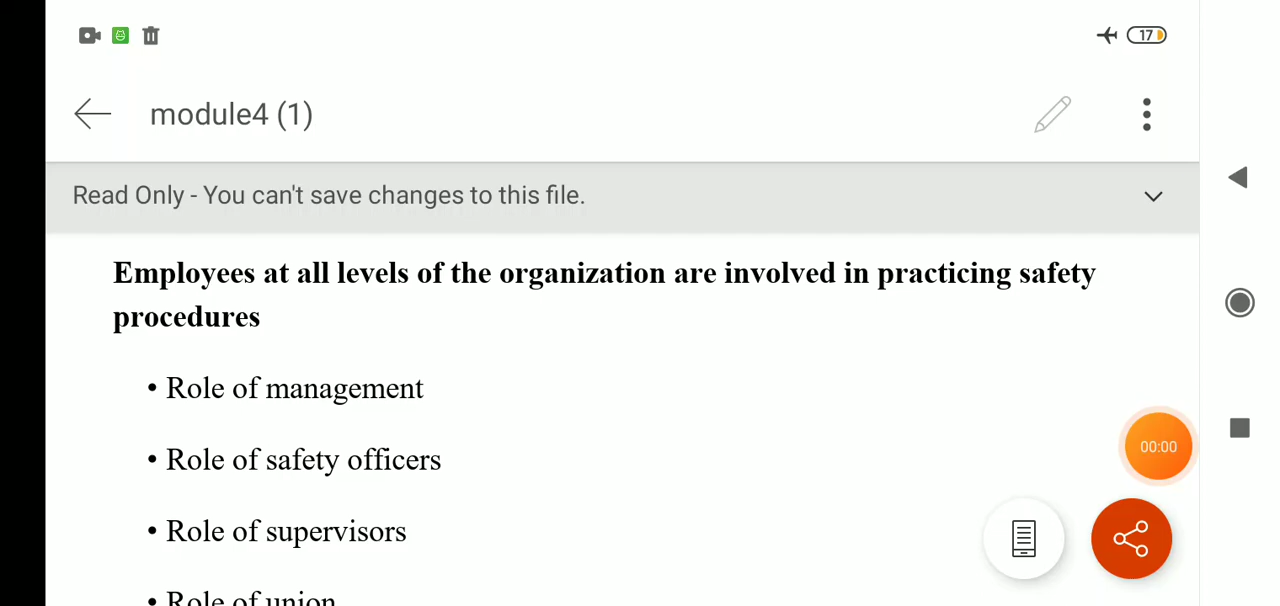 17
module4 (1)
Read Only - You can't save changes to this file.
Employees at all levels of the organization are involved in practicing safety
procedures
• Role of management
• Role of safety officers
• Role of supervisors
• Role of union
00:00